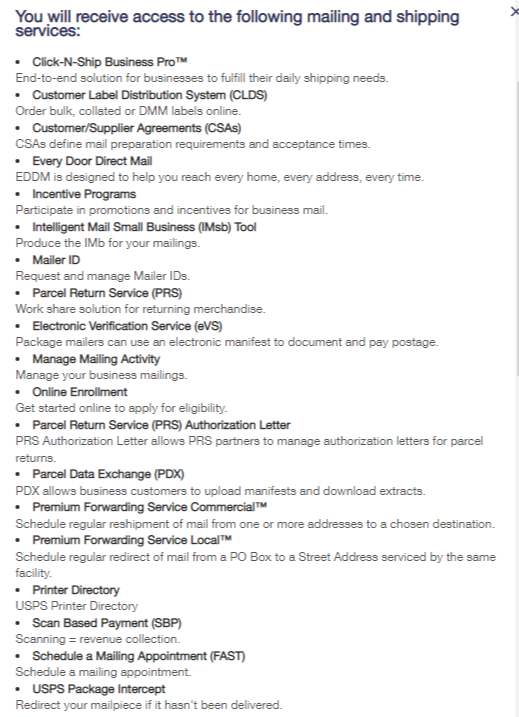 You will receive access to the following mailing and shipping
services:
• Click-N-Ship Business Pro™
End-to-end solution for businesses to fulfill their daily shipping needs.
• Customer Label Distribution System (CLDS)
Order bulk, collated or DMM labels online.
• Customer/Supplier Agreements (CSAs)
CSAs define mail preparation requirements and acceptance times.
• Every Door Direct Mail
EDDM is designed to help you reach every home, every address, every time.
• Incentive Programs
Participate in promotions and incentives for business mail.
• Intelligent Mail Small Business (IMsb) Tool
Produce the IMb for your mailings.
• Mailer ID
Request and manage Mailer IDs.
• Parcel Return Service (PRS)
Work share solution for returning merchandise.
• Electronic Verification Service (eVS)
Package mailers can use an electronic manifest to document and pay postage.
• Manage Mailing Activity
Manage your business mailings.
• Online Enrollment
Get started online to apply for eligibility.
• Parcel Return Service (PRS) Authorization Letter
PRS Authorization Letter allows PRS partners to manage authorization letters for parcel
returns.
• Parcel Data Exchange (PDX)
PDX allows business customers to upload manifests and download extracts.
• Premium Forwarding Service Commercial™
Schedule regular reshipment of mail from one or more addresses to a chosen destination.
• Premium Forwarding Service Local™
Schedule regular redirect of mail from a PO Box to a Street Address serviced by the same
facility.
• Printer Directory
USPS Printer Directory
• Scan Based Payment (SBP)
Scanning = revenue collection.
• Schedule a Mailing Appointment (FAST)
Schedule a mailing appointment.
• USPS Package Intercept
Redirect your mailpiece if it hasn't been delivered.